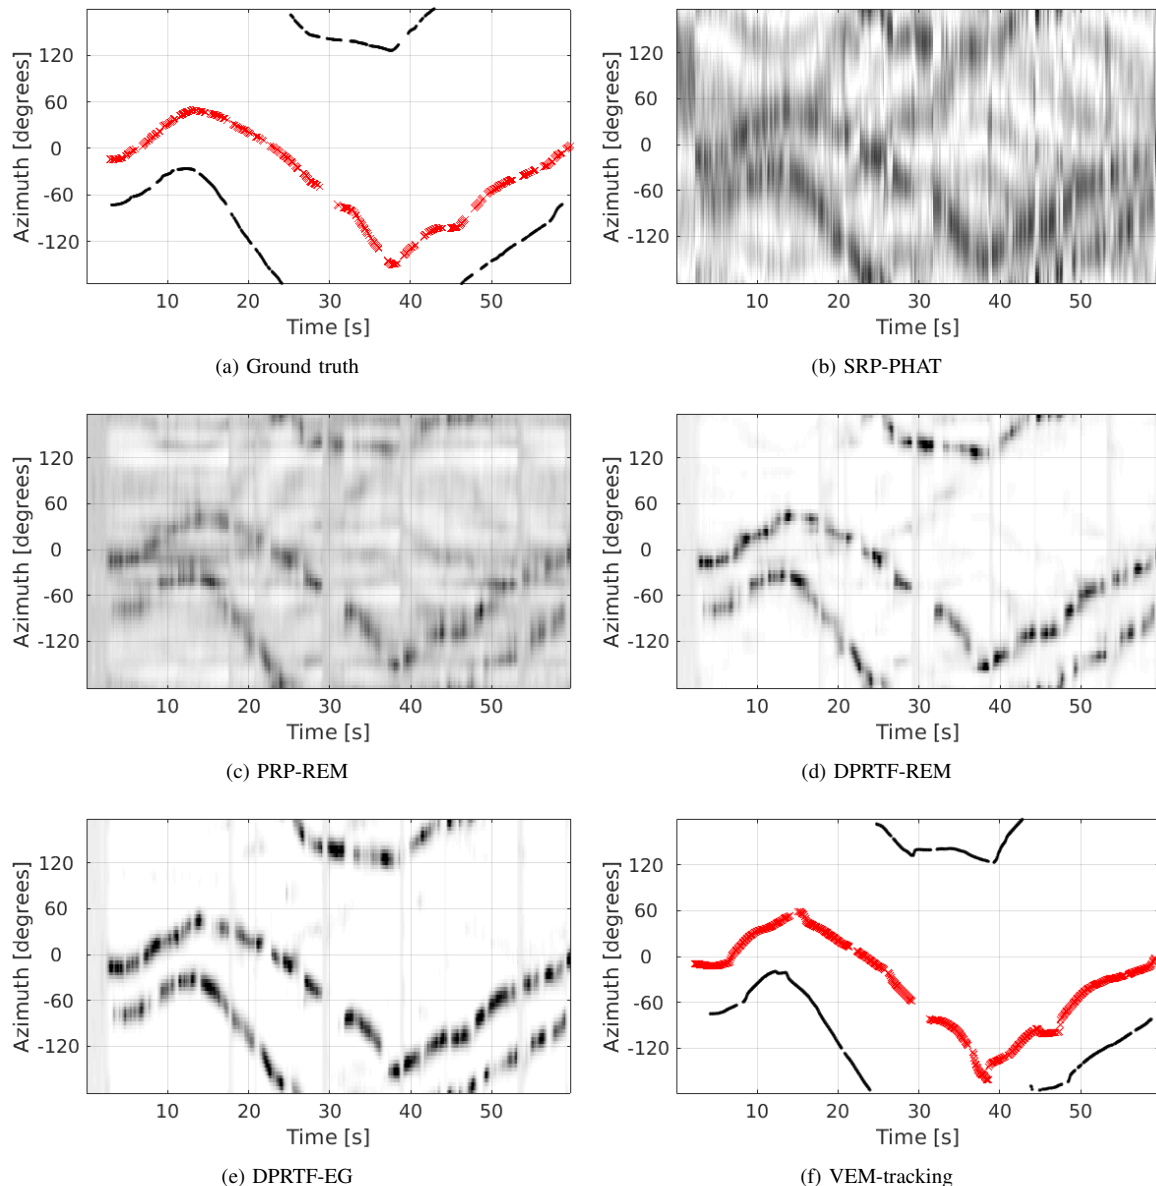 120
60
0
-60
-120
Azimuth [degrees]
10 20 30 40 50
Time [s]
(a) Ground truth
120
60
0
-60
-120
Azimuth [degrees]
10 20 30 40 50
Time [s]
(b) SRP-PHAT
120
60
0
-60
-120
Azimuth [degrees]
10 20 30 40 50
Time [s]
(c) PRP-REM
120
60
0
-60
-120
Azimuth [degrees]
10 20 30 40 50
Time [s]
(d) DPRTF-REM
120
60
0
-60
-120
Azimuth [degrees]
10 20 30 40 50
Time [s]
(e) DPRTF-EG
120
60
0
-60
-120
Azimuth [degrees]
10 20 30 40 50
Time [s]
(f) VEM-tracking